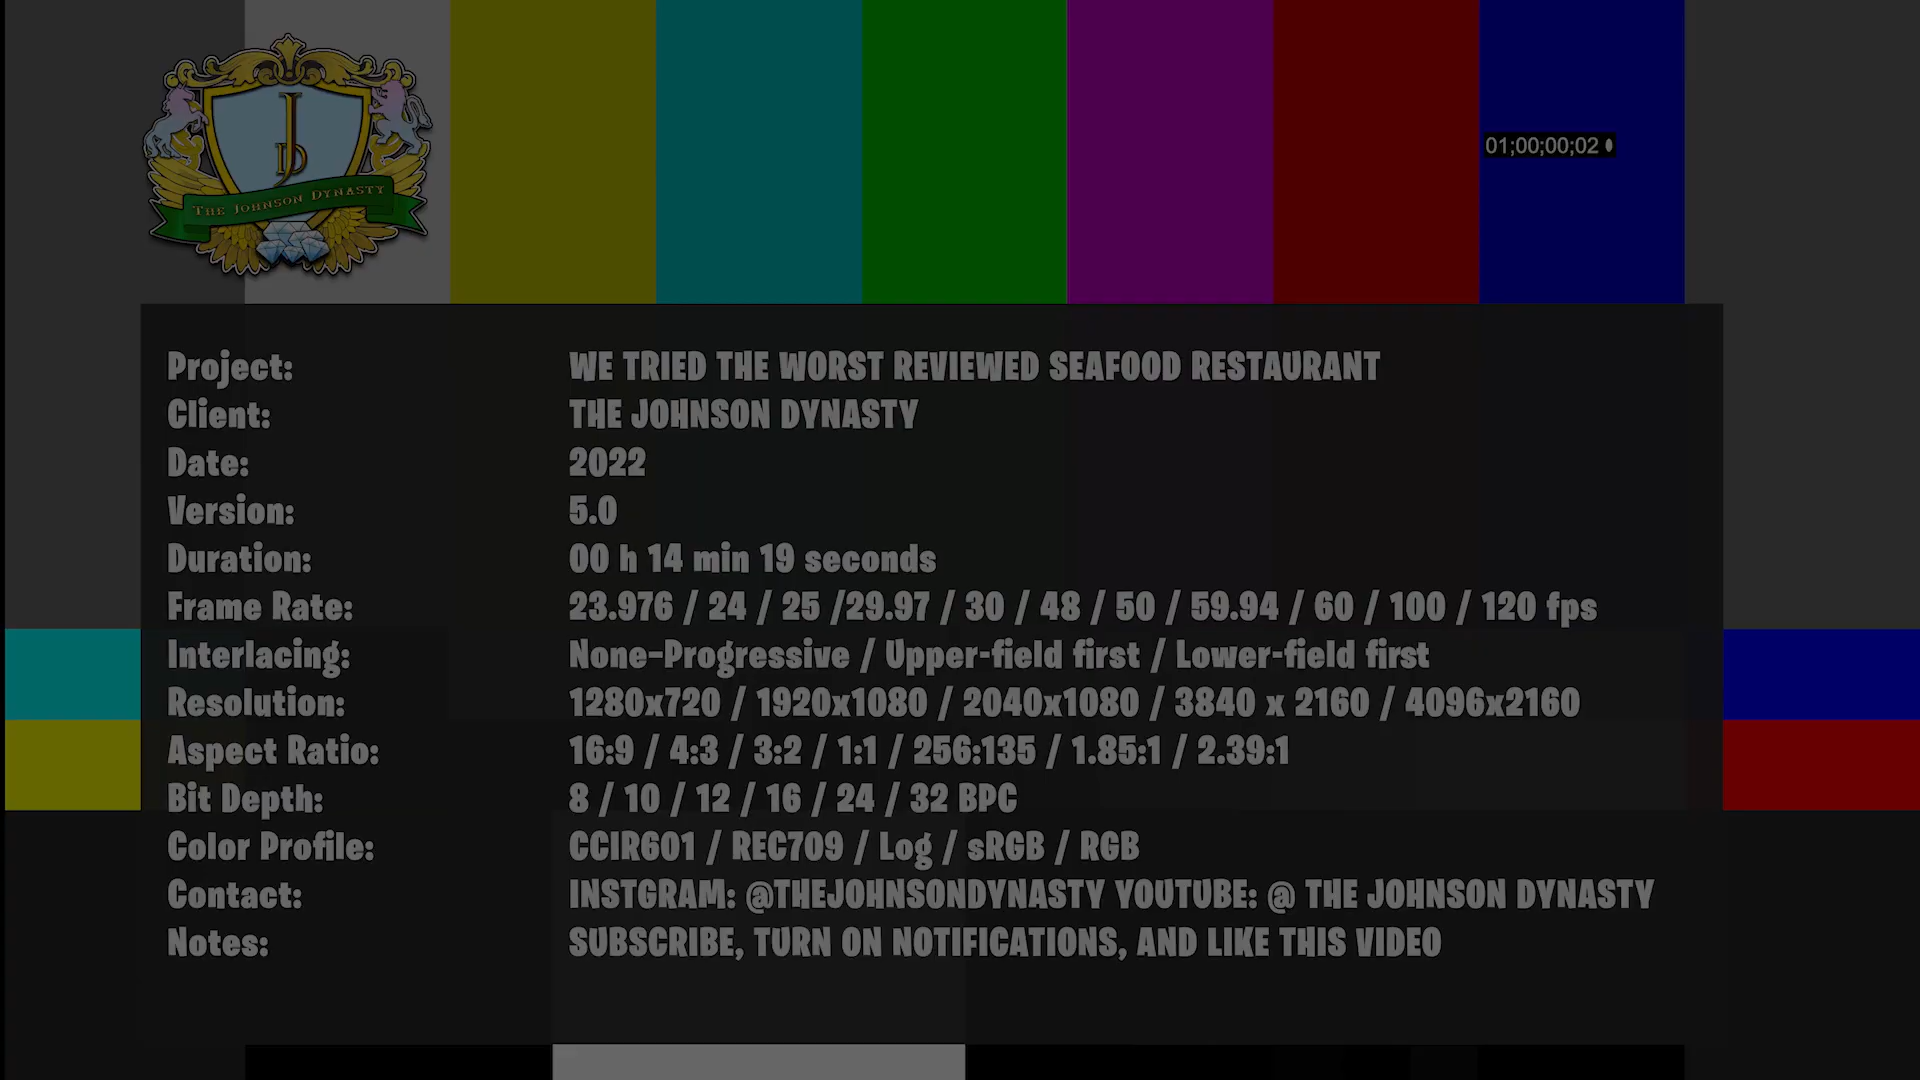 J
D
THE JOHNSON DYNASTY
01;00;00;02
Project: WE TRIED THE WORST REVIEWED SEAFOOD RESTAURANT
Client: THE JOHNSON DYNASTY
Date: 2022
Version: 5.0
Duration: 00 h 14 min 19 seconds
Frame Rate: 23.976 / 24 / 25 /29.97 / 30 / 48 / 50 / 59.94 / 60 / 100 / 120 fps
Interlacing: None-Progressive / Upper-field first / Lower-field first
Resolution: 1280x720 / 1920x1080 / 2040x1080 / 3840 x 2160 / 4096x2160
Aspect Ratio: 16:9 / 4:3 / 3:2 / 1:1 / 256:135 / 1.85:1 / 2.39:1
Bit Depth: 8 / 10 / 12 / 16 / 24 / 32 BPC
Color Profile: CCIR601 / REC709 / Log / sRGB / RGB
Contact: INSTGRAM: @THEJOHNSONDYNASTY YOUTUBE: @ THE JOHNSON DYNASTY
Notes: SUBSCRIBE, TURN ON NOTIFICATIONS, AND LIKE THIS VIDEO